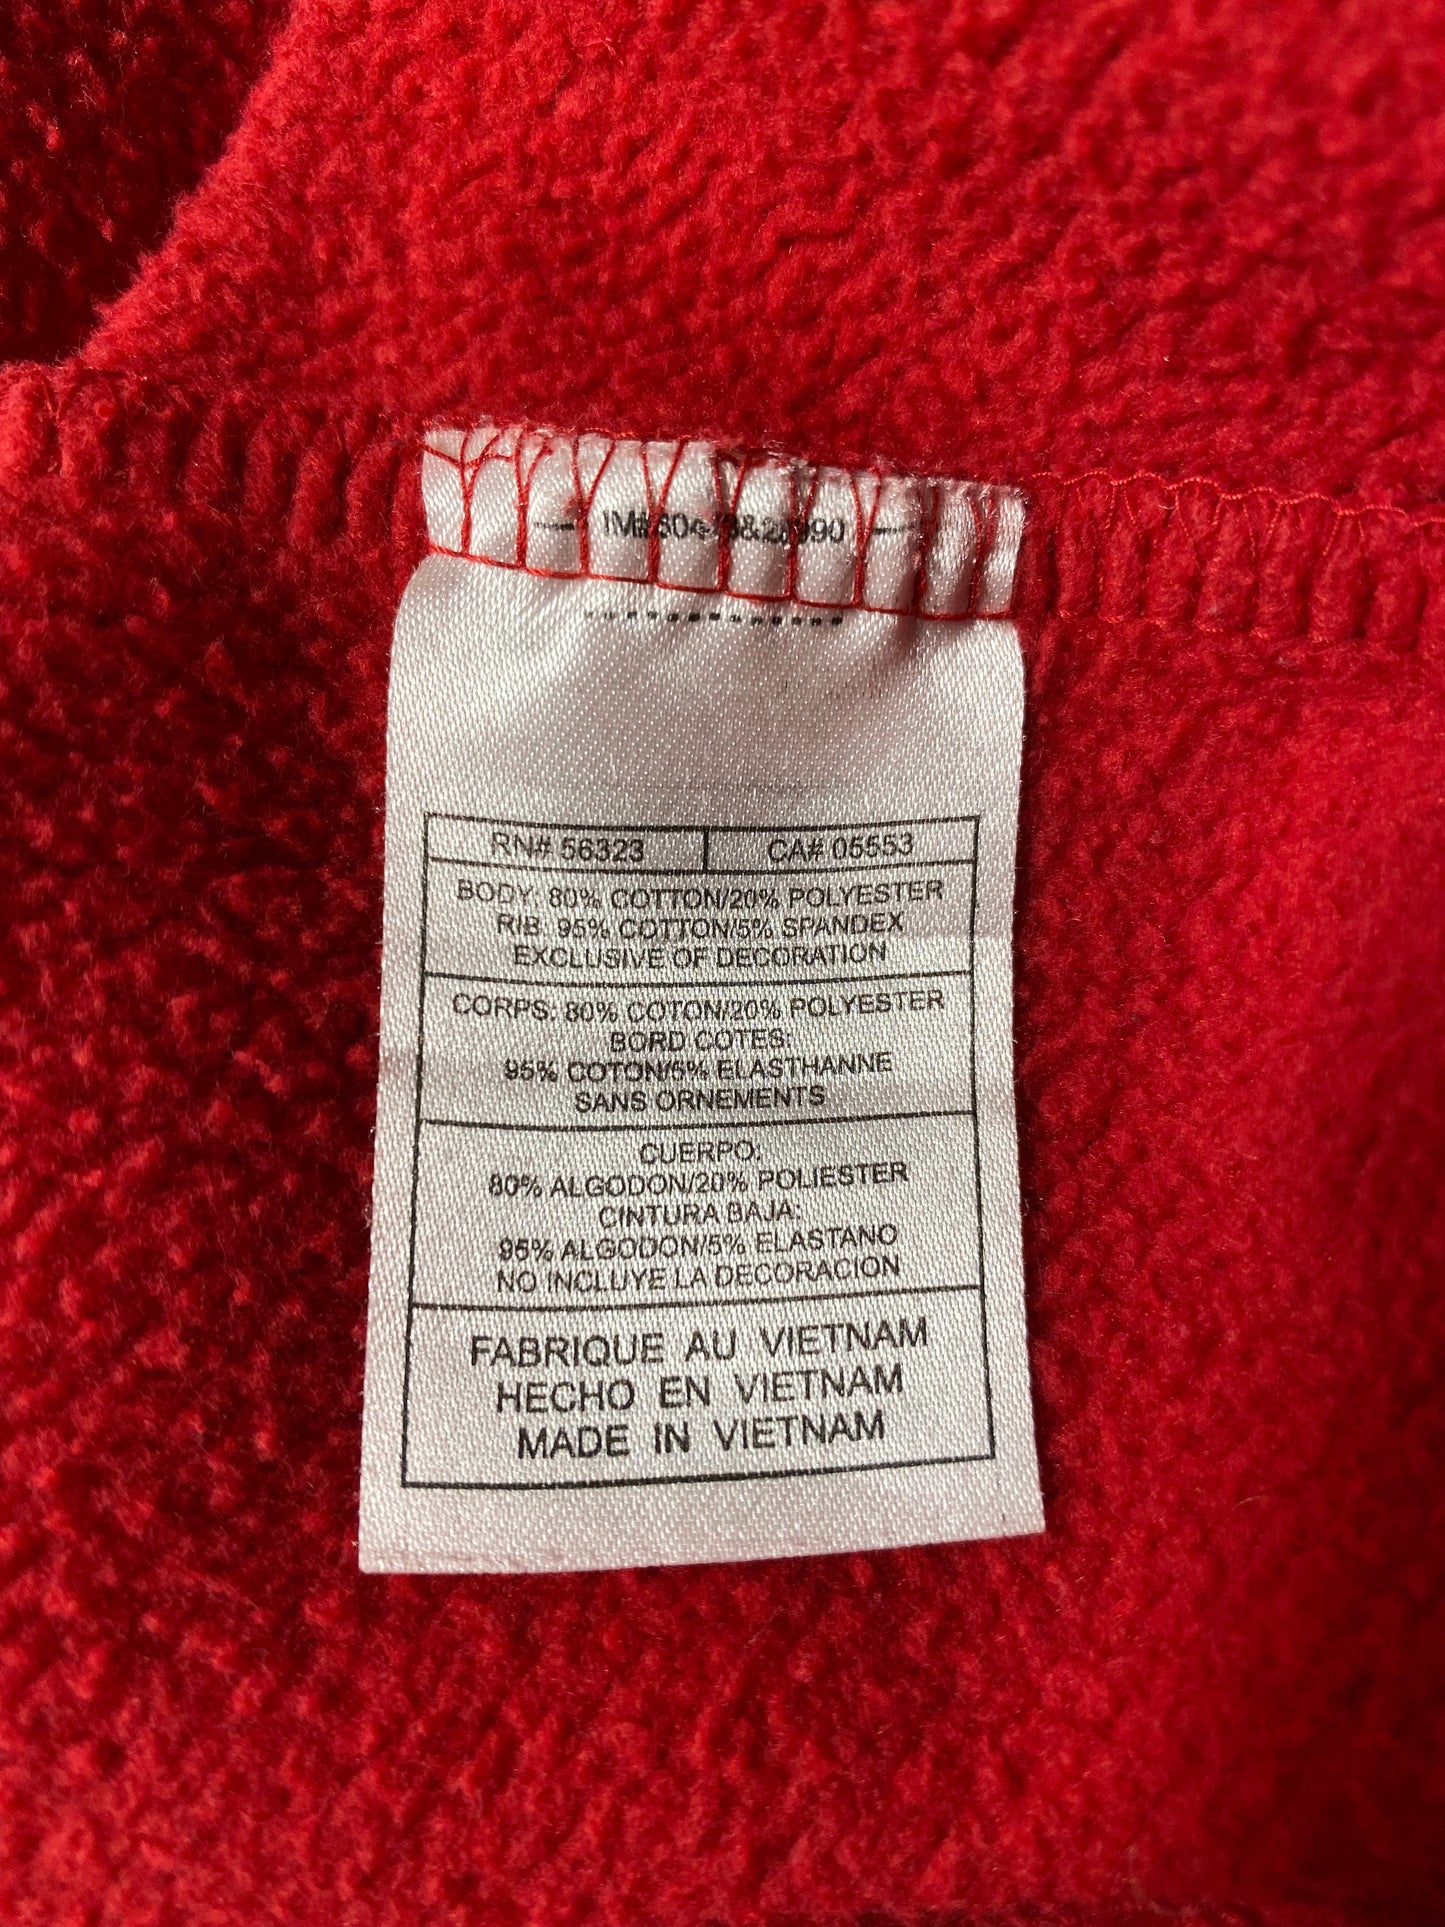 RN# 56323 CA# 05553
BODY: 80% COTTON/20% POLYESTER
RIB: 95% COTTON/5% SPANDEX
EXCLUSIVE OF DECORATION
CORPS: 80% COTON/20% POLYESTER
BORD COTES:
95% COTON/5% ELASTHANNE
SANS ORNEMENTS
CUERPO:
80% ALGODON/20% POLIESTER
CINTURA BAJA:
95% ALGODON/5% ELASTANO
NO INCLUYE LA DECORACION
FABRIQUE AU VIETNAM
HECHO EN VIETNAM
MADE IN VIETNAM